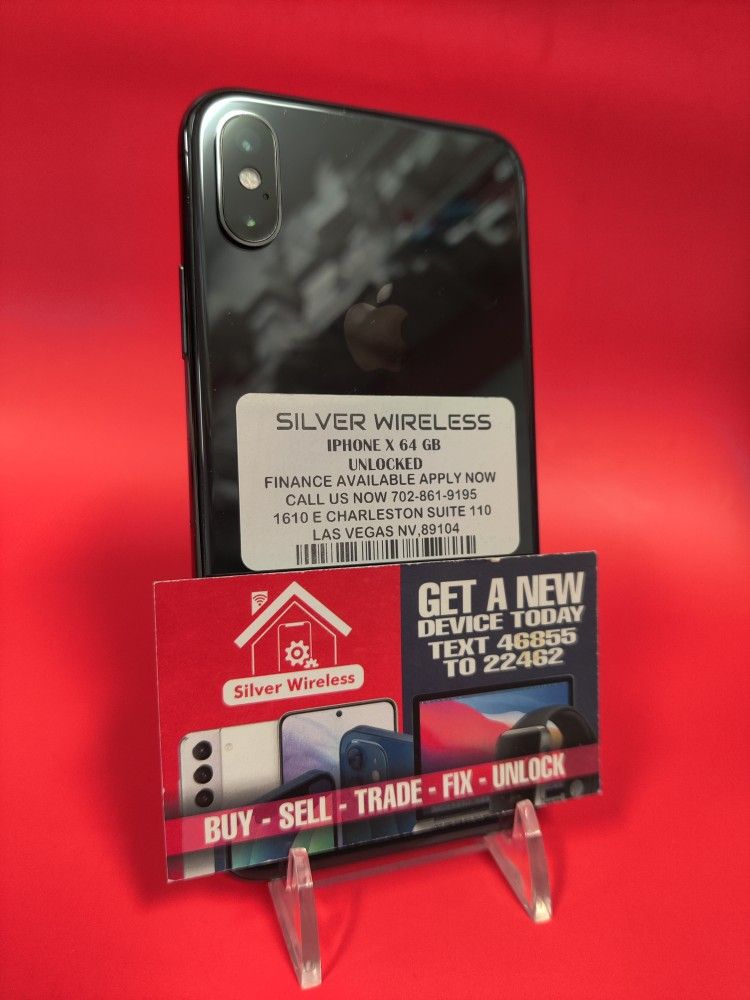 SILVER WIRELESS
IPHONE X 64 GB
UNLOCKED
FINANCE AVAILABLE APPLY NOW
CALL US NOW 702-861-9195
1610 E CHARLESTON SUITE 110
LAS VEGAS NV,89104
Silver Wireless
GET A NEW
DEVICE TODAY
TEXT 46855
TO 22462
BUY - SELL - TRADE - FIX - UNLOCK